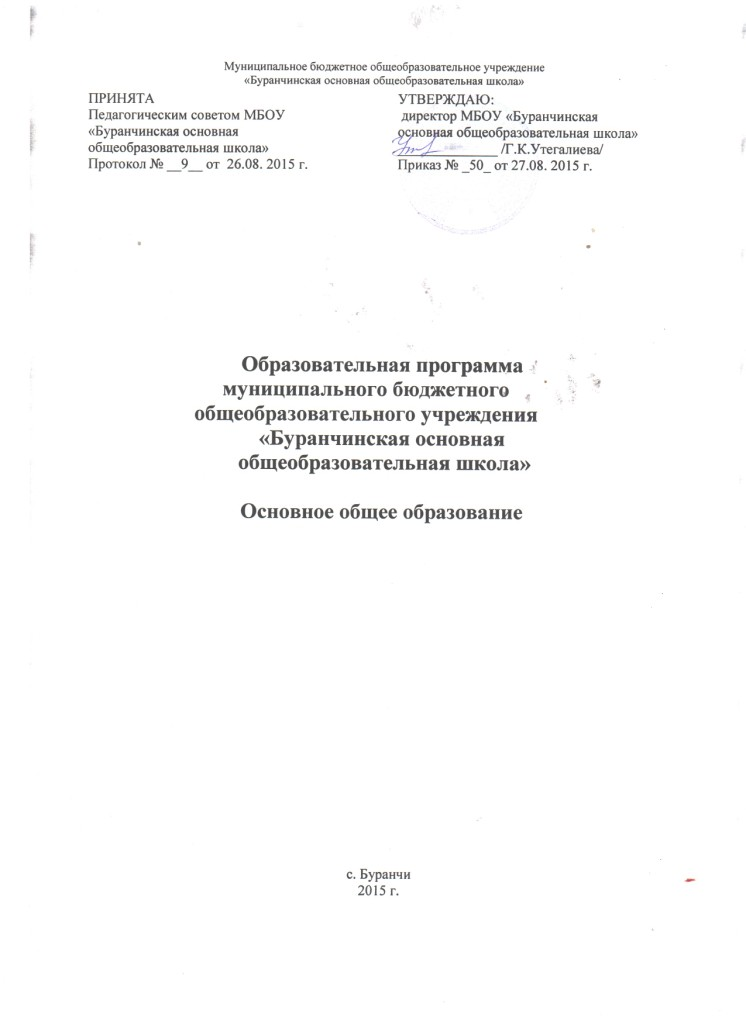 Муниципальное бюджетное общеобразовательное учреждение
«Буранчинская основная общеобразовательная школа»
ПРИНЯТА
Педагогическим советом МБОУ
«Буранчинская основная
общеобразовательная школа»
Протокол № __9__ от 26.08. 2015 г.
УТВЕРЖДАЮ:
директор МБОУ «Буранчинская
основная общеобразовательная школа»
______________ /Г.К.Утегалиева/
Приказ № _50_ от 27.08. 2015 г.
Образовательная программа
муниципального бюджетного
общеобразовательного учреждения
«Буранчинская основная
общеобразовательная школа»
Основное общее образование
с. Буранчи
2015 г.